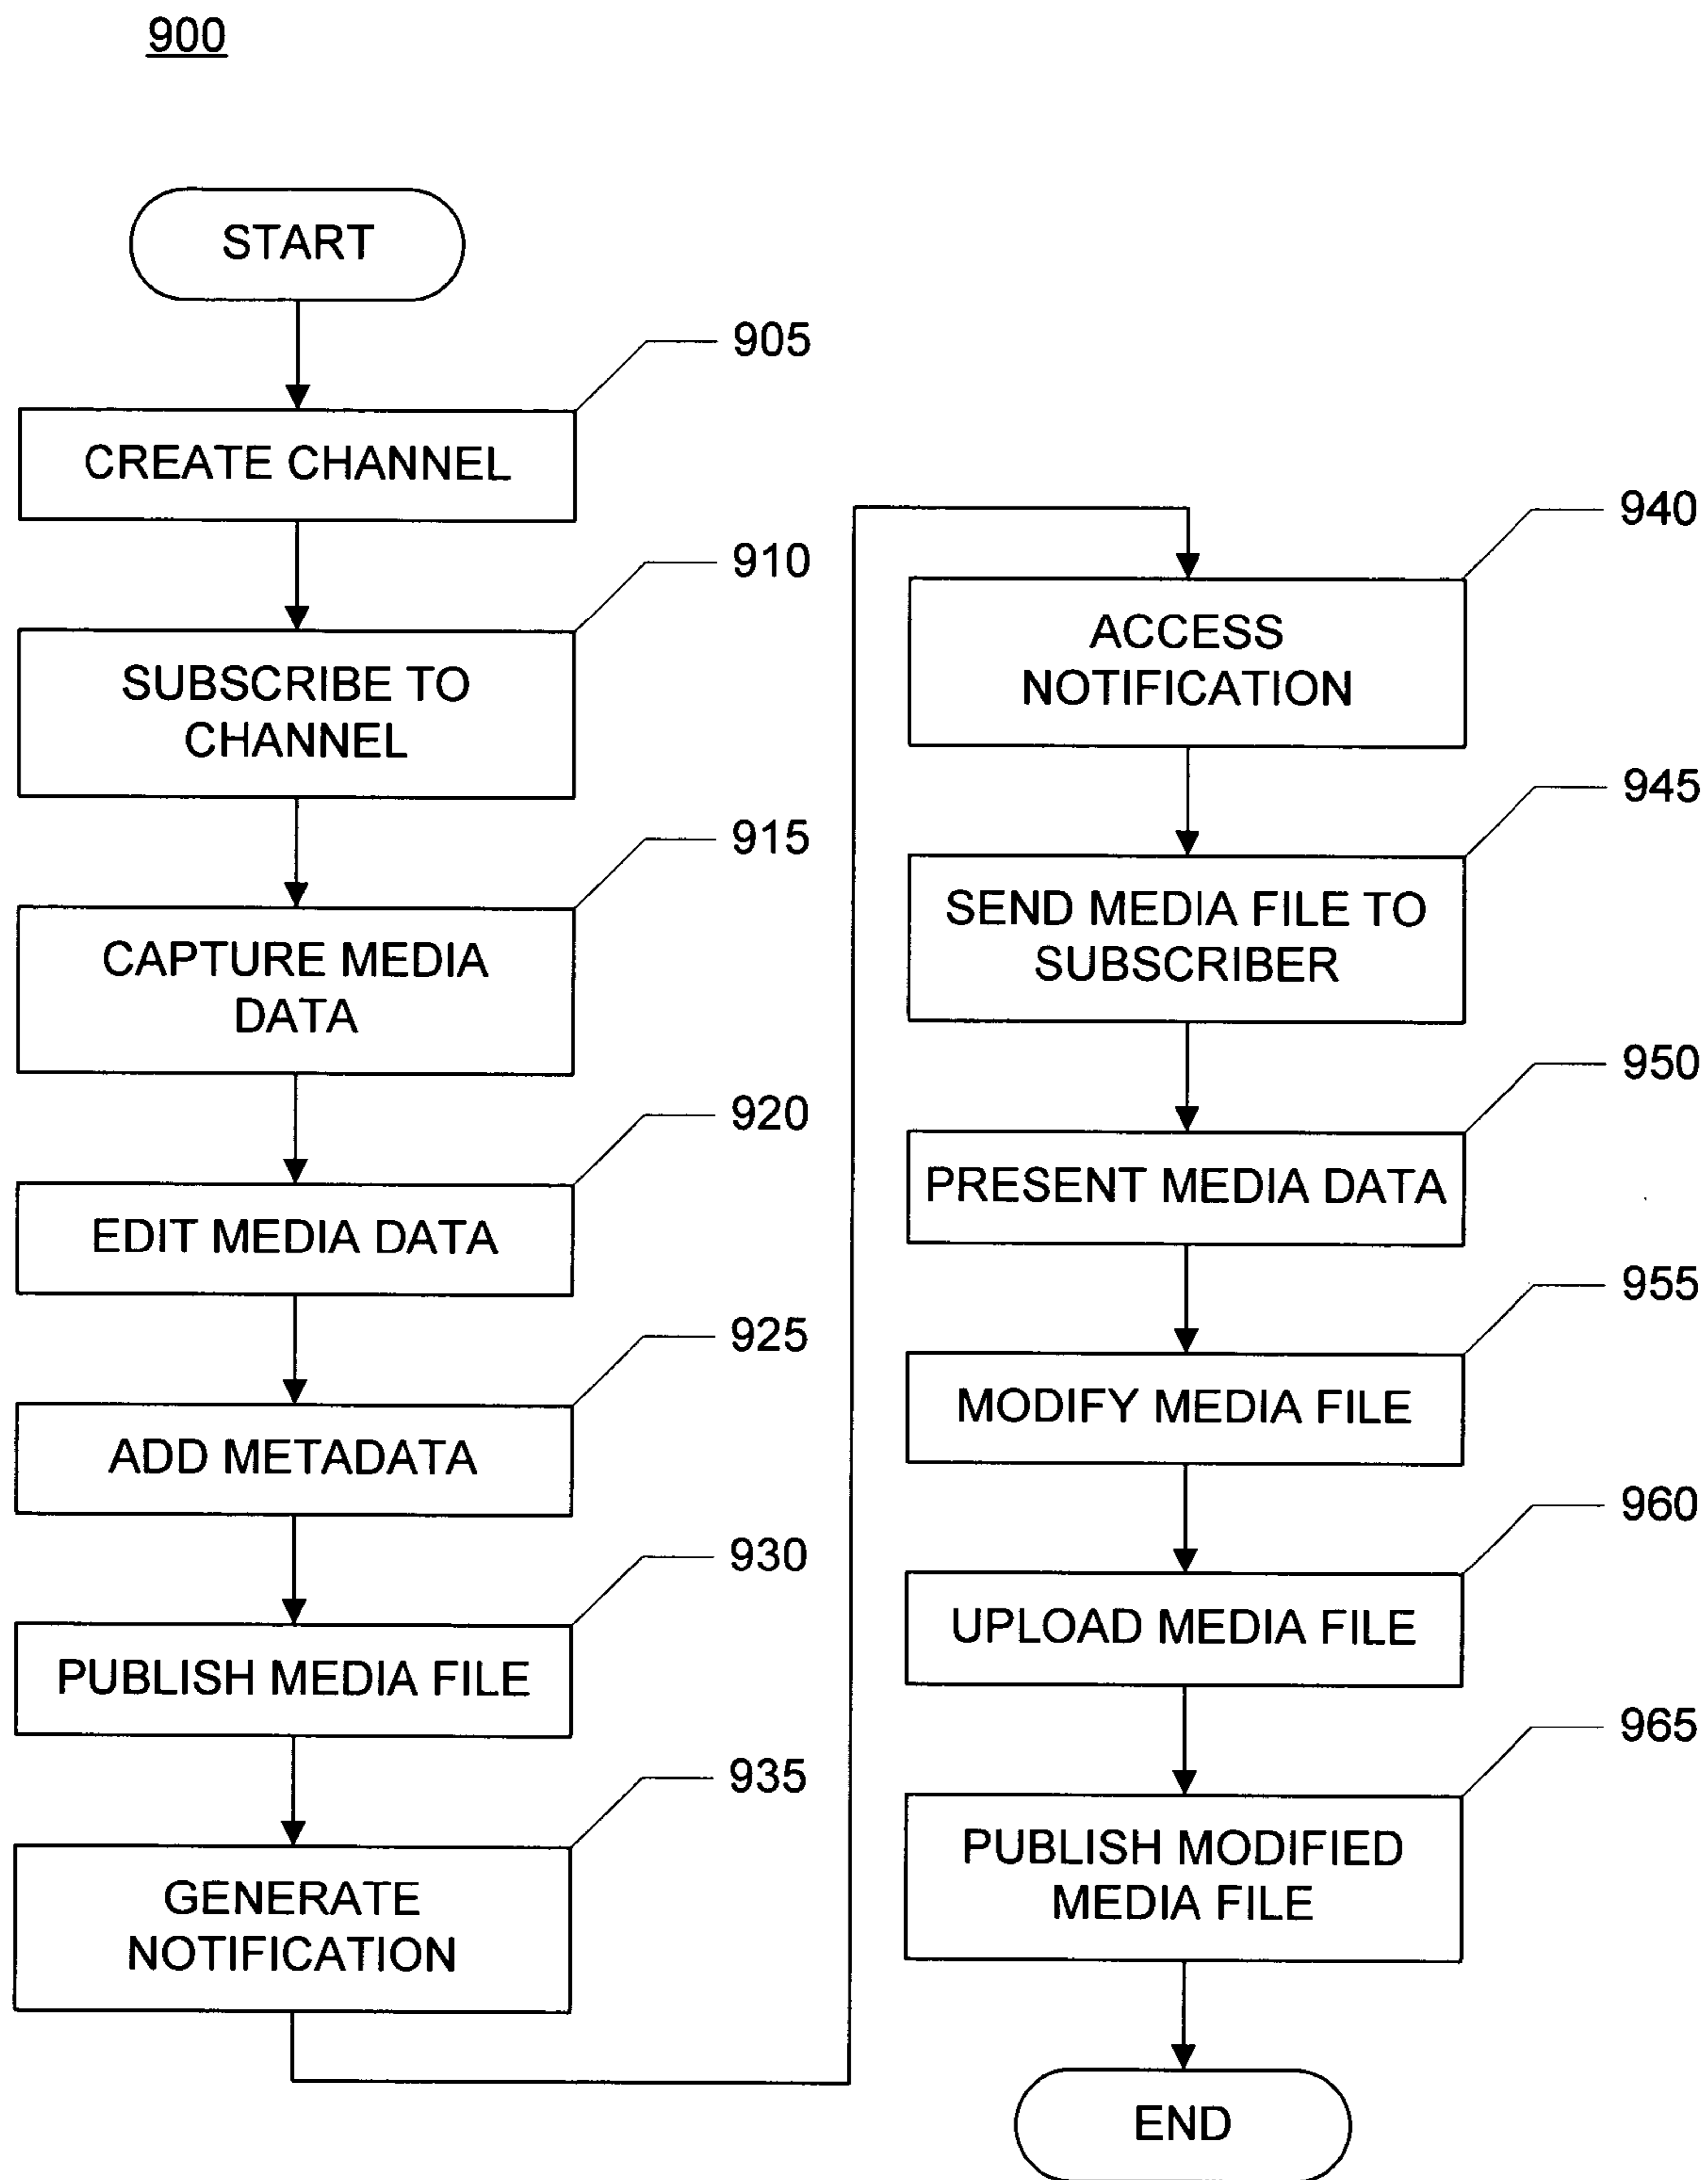 900
START
905
CREATE CHANNEL
910
SUBSCRIBE TO
CHANNEL
915
CAPTURE MEDIA
DATA
920
EDIT MEDIA DATA
925
ADD METADATA
930
PUBLISH MEDIA FILE
935
GENERATE
NOTIFICATION
940
ACCESS
NOTIFICATION
945
SEND MEDIA FILE TO
SUBSCRIBER
950
PRESENT MEDIA DATA
955
MODIFY MEDIA FILE
960
UPLOAD MEDIA FILE
965
PUBLISH MODIFIED
MEDIA FILE
END